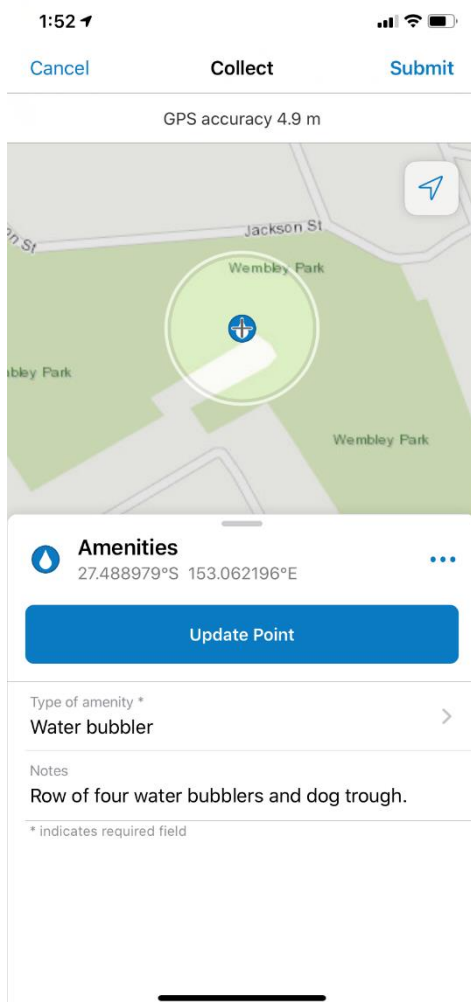 1:52
Cancel
Collect
Submit
GPS accuracy 4.9 m
Jackson St
n St
Wembley Park
bley Park
Wembley Park
Amenities
27.488979°S 153.062196°E
Update Point
Type of amenity *
Water bubbler
Notes
Row of four water bubblers and dog trough.
* indicates required field